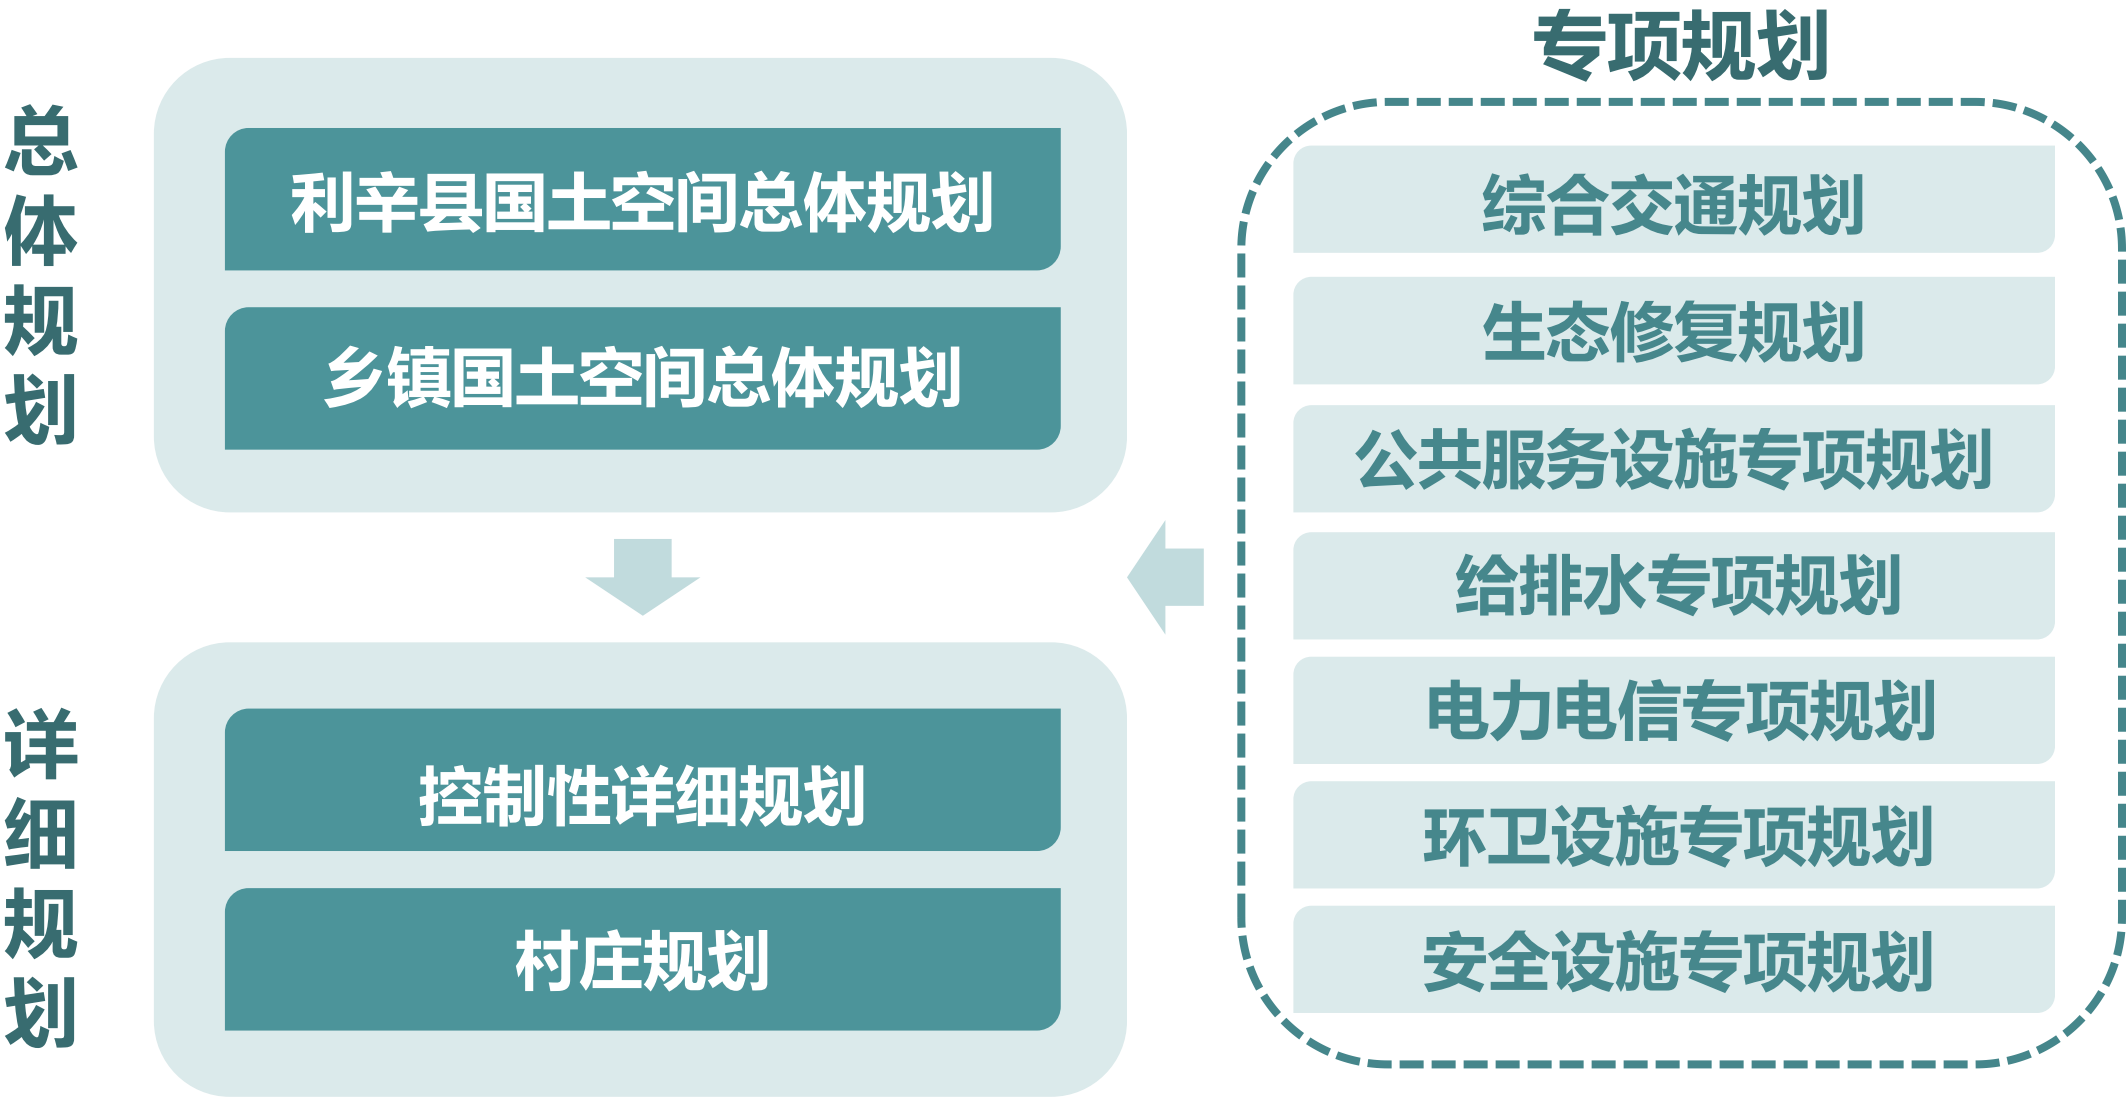 总体规划
利辛县国土空间总体规划
乡镇国土空间总体规划
详细规划
控制性详细规划
村庄规划
专项规划
综合交通规划
生态修复规划
公共服务设施专项规划
给排水专项规划
电力电信专项规划
环卫设施专项规划
安全设施专项规划